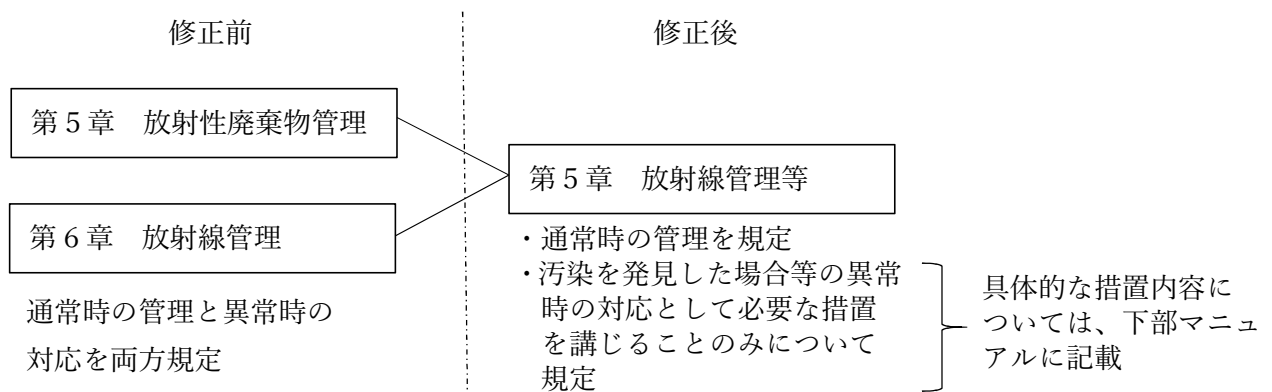 修正前
修正後
第5章　放射性廃棄物管理
第6章　放射線管理
通常時の管理と異常時の
対応を両方規定
第5章　放射線管理等
・通常時の管理を規定
・汚染を発見した場合等の異常
時の対応として必要な措置
を講じることのみについて
規定
具体的な措置内容に
ついては、下部マニュ
アルに記載